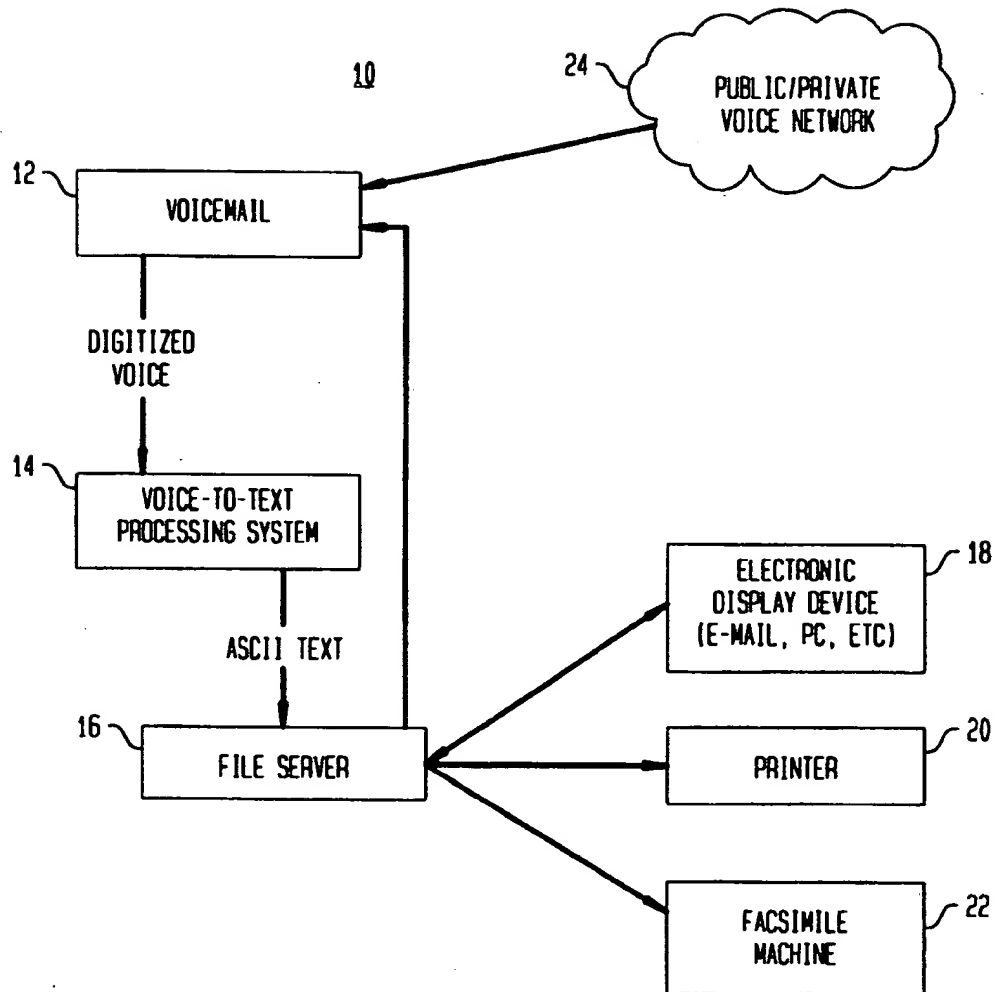 10
24
PUBLIC/PRIVATE
VOICE NETWORK
12
VOICEMAIL
DIGITIZED
VOICE
14
VOICE-TO-TEXT
PROCESSING SYSTEM
18
ELECTRONIC
DISPLAY DEVICE
(E-MAIL, PC, ETC)
ASCII TEXT
16
FILE SERVER
20
PRINTER
22
FACSIMILE
MACHINE